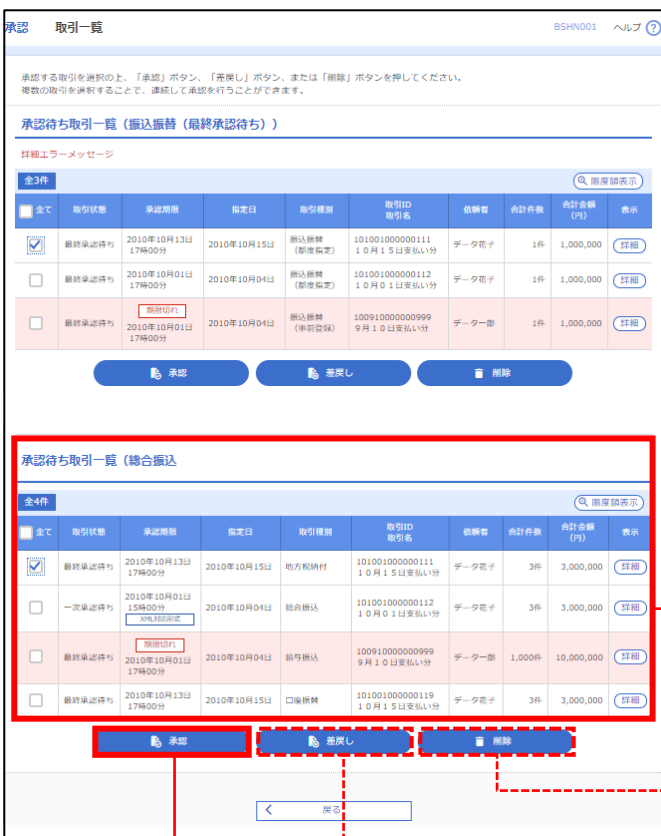 承認 取引一覧 BSHN001 ヘルプ ?
承認する取引を選択の上、「承認」ボタン、「差戻し」ボタン、または「削除」ボタンを押してください。
複数の取引を選択することで、連続して承認を行うことができます。
承認待ち取引一覧（振込振替（最終承認待ち））
詳細エラーメッセージ
全3件 限度額表示
全て 取引状態 承認期限 指定日 取引種別 取引ID 取引名 依頼者 合計件数 合計金額（円） 表示
最終承認待ち 2010年10月13日 17時00分 2010年10月15日 振込振替（都度指定） 101001000000111 １０月１５日支払い分 データ花子 1件 1,000,000 詳細
最終承認待ち 2010年10月01日 17時00分 2010年10月04日 振込振替（都度指定） 101001000000112 １０月０１日支払い分 データ花子 1件 1,000,000 詳細
最終承認待ち 期限切れ 2010年10月01日 17時00分 2010年10月04日 振込振替（事前登録） 100910000000999 ９月１０日支払い分 データ一郎 1件 1,000,000 詳細
承認 差戻し 削除
承認待ち取引一覧（総合振込
全4件 限度額表示
全て 取引状態 承認期限 指定日 取引種別 取引ID 取引名 依頼者 合計件数 合計金額（円） 表示
最終承認待ち 2010年10月13日 17時00分 2010年10月15日 地方税納付 101001000000111 １０月１５日支払い分 データ花子 3件 3,000,000 詳細
一次承認待ち 2010年10月01日 15時00分 XML対応形式 2010年10月04日 総合振込 101001000000112 １０月０１日支払い分 データ花子 3件 3,000,000 詳細
最終承認待ち 期限切れ 2010年10月01日 17時00分 2010年10月04日 給与振込 100910000000999 ９月１０日支払い分 データ一郎 1,000件 10,000,000 詳細
最終承認待ち 2010年10月13日 17時00分 2010年10月15日 口座振替 101001000000119 １０月１５日支払い分 データ花子 3件 3,000,000 詳細
承認 差戻し 削除
戻る